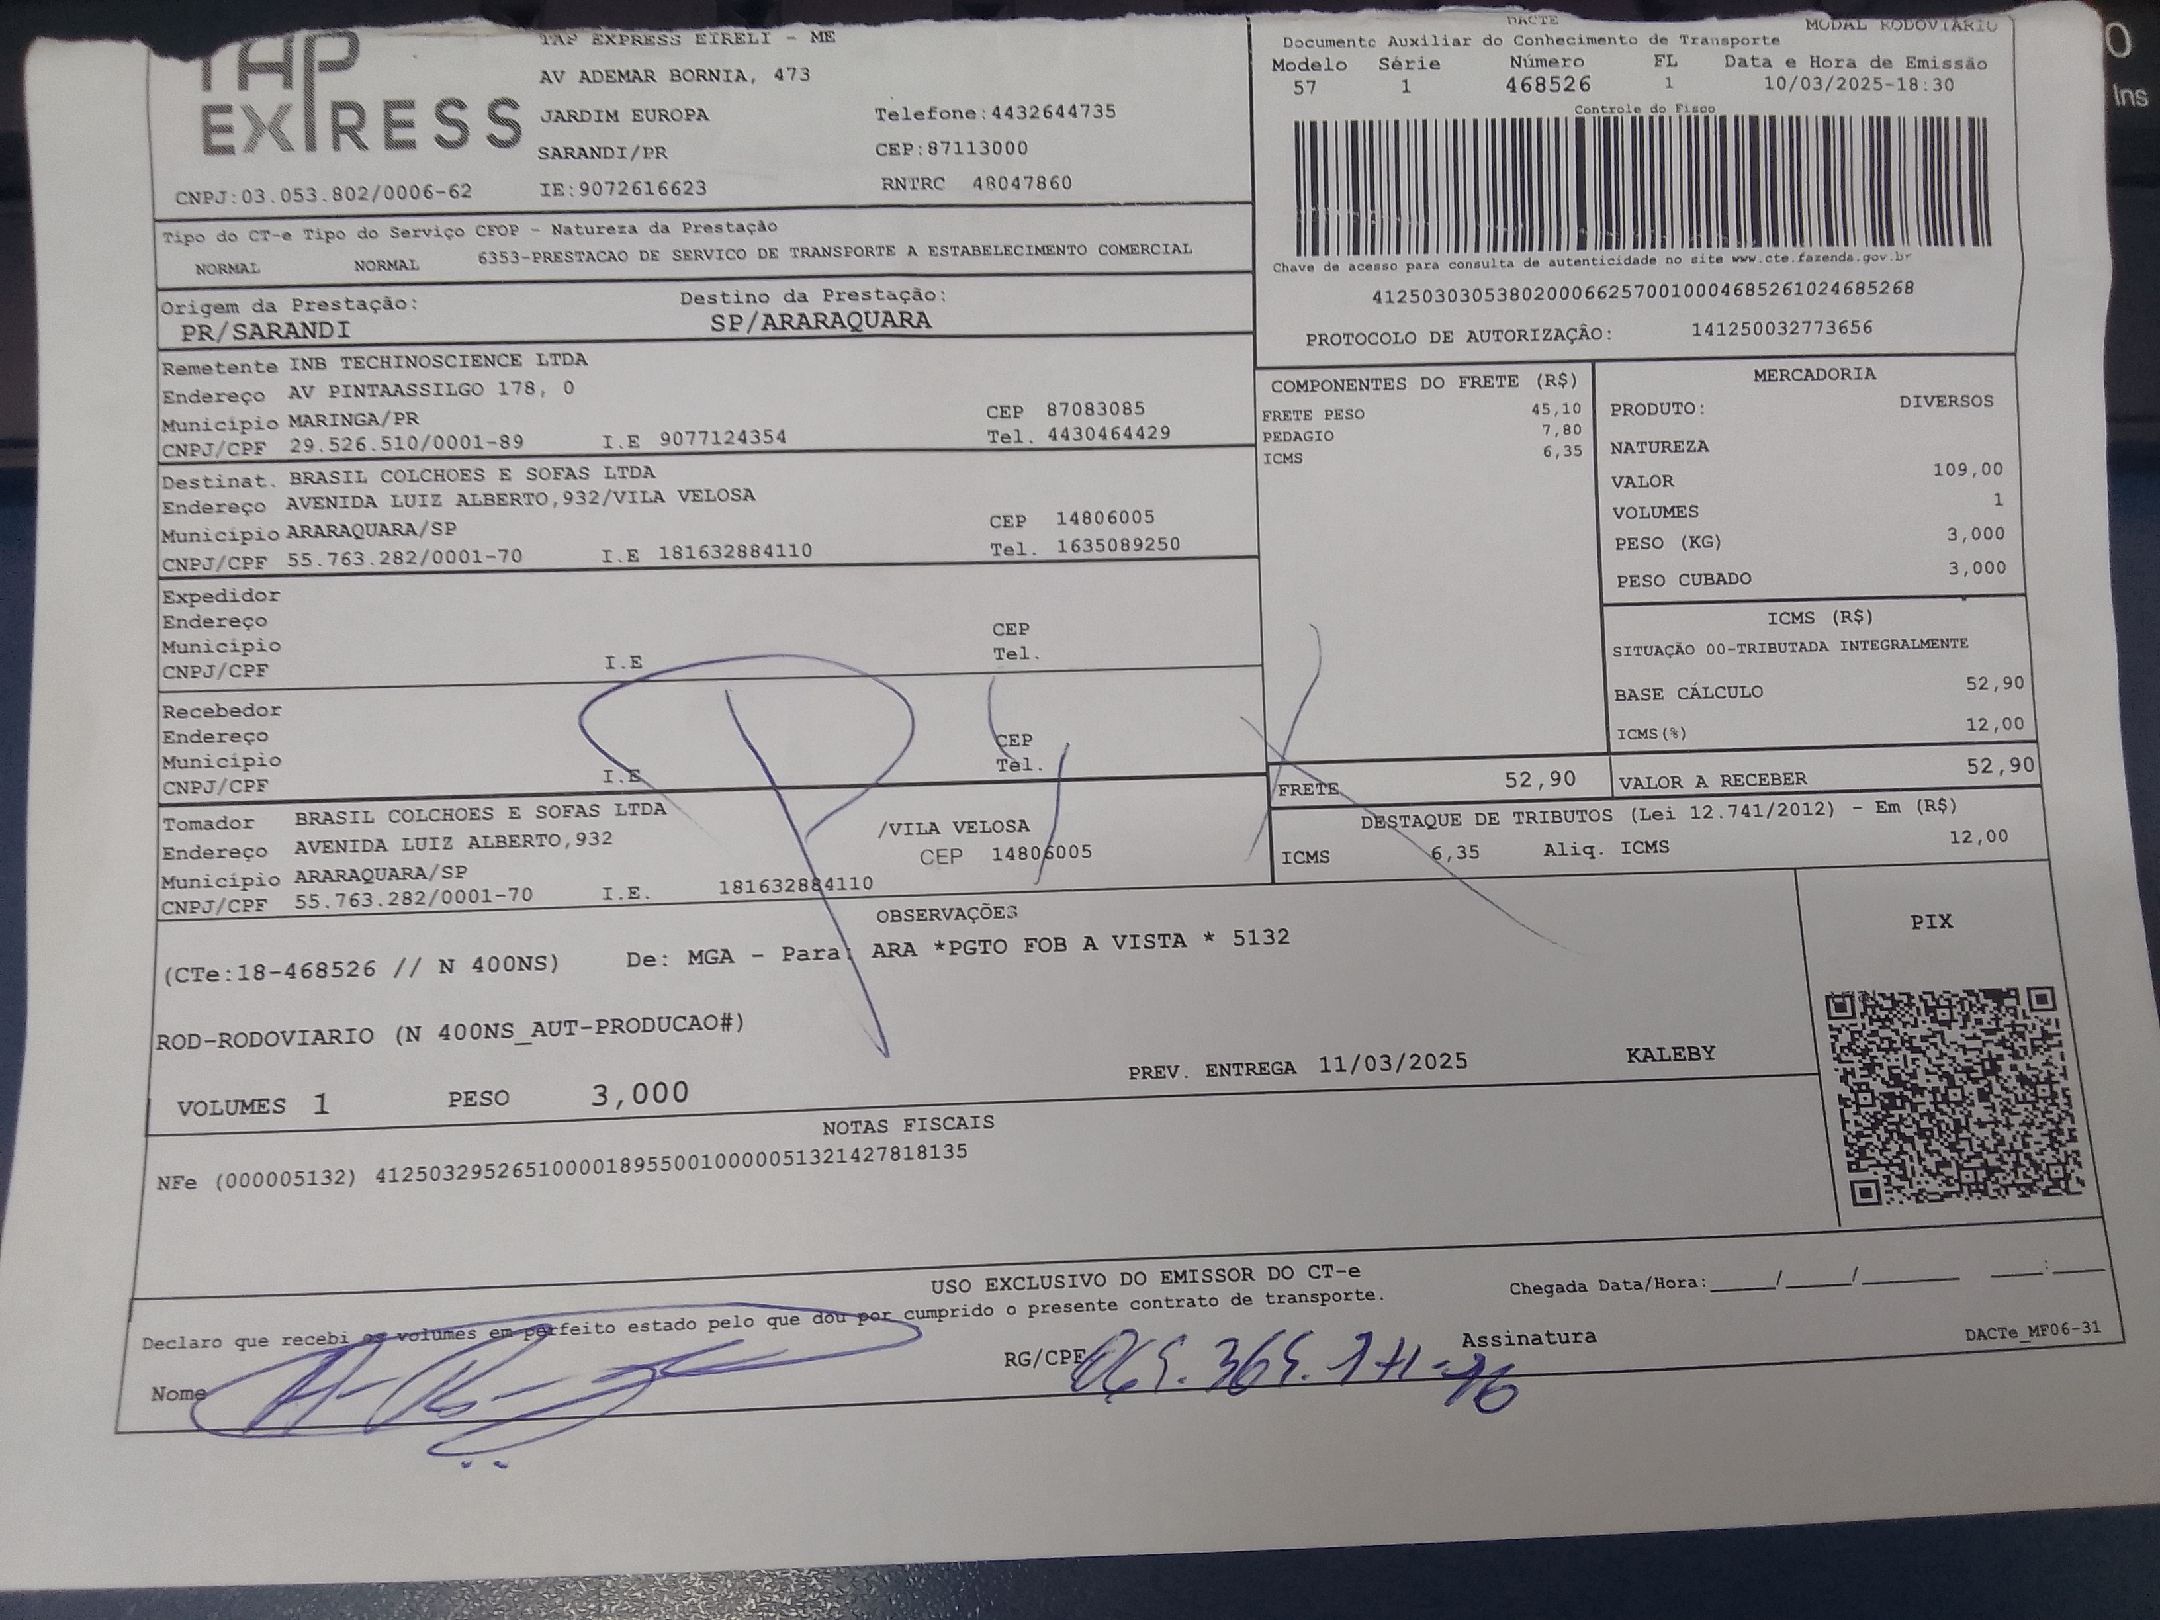 TAP EXPRESS
TAP EXPRESS EIRELI - ME
AV ADEMAR BORNIA, 473
JARDIM EUROPA Telefone:4432644735
SARANDI/PR CEP:87113000
CNPJ:03.053.802/0006-62 IE:9072616623 RNTRC 48047860
DACTE MODAL RODOVIARIO
Documento Auxiliar do Conhecimento de Transporte
Modelo Série Número FL Data e Hora de Emissão
57 1 468526 1 10/03/2025-18:30
Controle do Fisco
Chave de acesso para consulta de autenticidade no site www.cte.fazenda.gov.br
41250303053802000662570010004685261024685268
PROTOCOLO DE AUTORIZAÇÂO: 141250032773656
Tipo do CT-e Tipo do Serviço CFOP - Natureza da Prestação
NORMAL NORMAL 6353-PRESTACAO DE SERVICO DE TRANSPORTE A ESTABELECIMENTO COMERCIAL
Origem da Prestação: Destino da Prestação:
PR/SARANDI SP/ARARAQUARA
Remetente INB TECHINOSCIENCE LTDA
Endereço AV PINTAASSILGO 178, 0
Município MARINGA/PR CEP 87083085
CNPJ/CPF 29.526.510/0001-89 I.E 9077124354 Tel. 4430464429
Destinat. BRASIL COLCHOES E SOFAS LTDA
Endereço AVENIDA LUIZ ALBERTO,932/VILA VELOSA
Município ARARAQUARA/SP CEP 14806005
CNPJ/CPF 55.763.282/0001-70 I.E 181632884110 Tel. 1635089250
Expedidor
Endereço
Município CEP
CNPJ/CPF I.E Tel.
Recebedor
Endereço
Município CEP
CNPJ/CPF I.E Tel.
Tomador BRASIL COLCHOES E SOFAS LTDA
Endereço AVENIDA LUIZ ALBERTO,932 /VILA VELOSA
Município ARARAQUARA/SP CEP 14806005
CNPJ/CPF 55.763.282/0001-70 I.E. 181632884110
COMPONENTES DO FRETE (R$)
FRETE PESO 45,10
PEDAGIO 7,80
ICMS 6,35
MERCADORIA
PRODUTO: DIVERSOS
NATUREZA
VALOR 109,00
VOLUMES 1
PESO (KG) 3,000
PESO CUBADO 3,000
ICMS (R$)
SITUAÇÃO 00-TRIBUTADA INTEGRALMENTE
BASE CÁLCULO 52,90
ICMS(%) 12,00
FRETE 52,90 VALOR A RECEBER 52,90
DESTAQUE DE TRIBUTOS (Lei 12.741/2012) - Em (R$)
ICMS 6,35 Aliq. ICMS 12,00
OBSERVAÇÕES
(CTe:18-468526 // N 400NS) De: MGA - Para: ARA *PGTO FOB A VISTA * 5132
ROD-RODOVIARIO (N 400NS_AUT-PRODUCAO#)
VOLUMES 1 PESO 3,000 PREV. ENTREGA 11/03/2025 KALEBY
PIX
NOTAS FISCAIS
NFe (000005132) 41250329526510000189550010000051321427818135
USO EXCLUSIVO DO EMISSOR DO CT-e
Declaro que recebi os volumes em perfeito estado pelo que dou por cumprido o presente contrato de transporte. Chegada Data/Hora:____/____/______ ___:___
Nome RG/CPF Assinatura DACTe_MF06-31